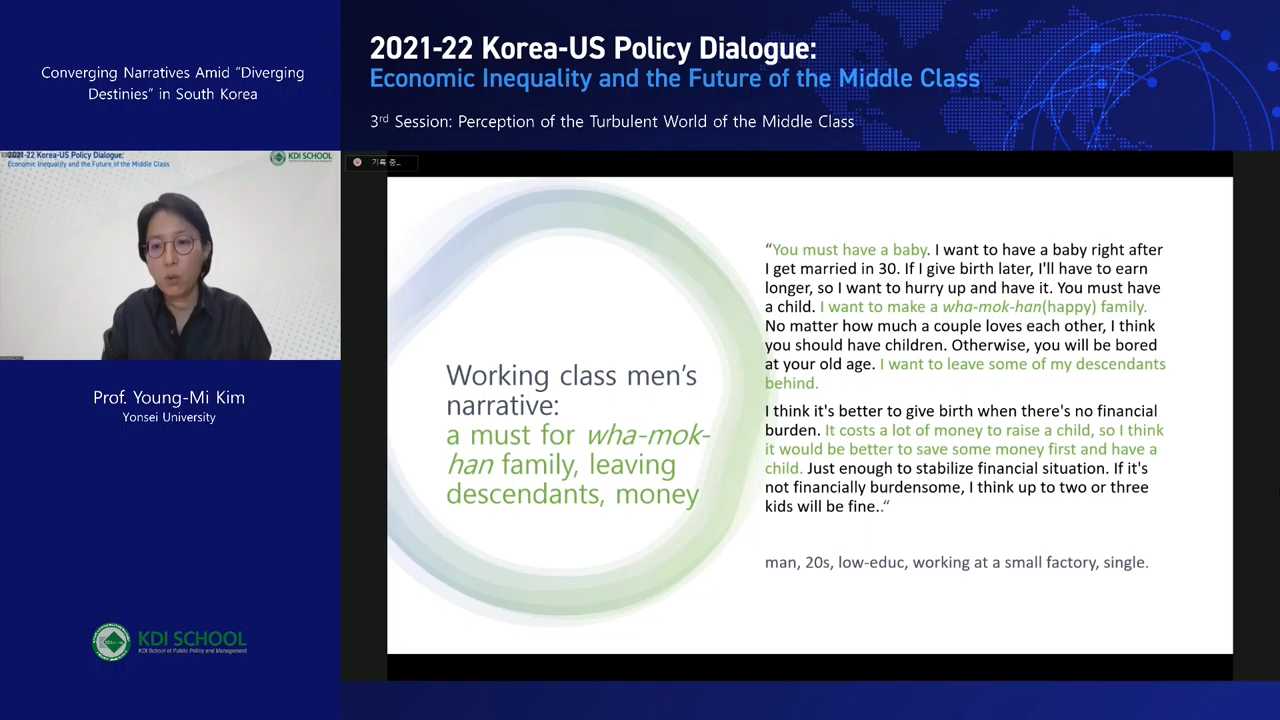 Converging Narratives Amid “Diverging
Destinies” in South Korea
2021-22 Korea-US Policy Dialogue:
Economic Inequality and the Future of the Middle Class
3rd Session: Perception of the Turbulent World of the Middle Class
2021-22 Korea-US Policy Dialogue:
Economic Inequality and the Future of the Middle Class
KDI SCHOOL
기록 중...
Prof. Young-Mi Kim
Yonsei University
KDI SCHOOL
KDI School of Public Policy and Management
Working class men’s
narrative:
a must for wha-mok-
han family, leaving
descendants, money
“You must have a baby. I want to have a baby right after
I get married in 30. If I give birth later, I'll have to earn
longer, so I want to hurry up and have it. You must have
a child. I want to make a wha-mok-han(happy) family.
No matter how much a couple loves each other, I think
you should have children. Otherwise, you will be bored
at your old age. I want to leave some of my descendants
behind.
I think it's better to give birth when there's no financial
burden. It costs a lot of money to raise a child, so I think
it would be better to save some money first and have a
child. Just enough to stabilize financial situation. If it's
not financially burdensome, I think up to two or three
kids will be fine..“
man, 20s, low-educ, working at a small factory, single.